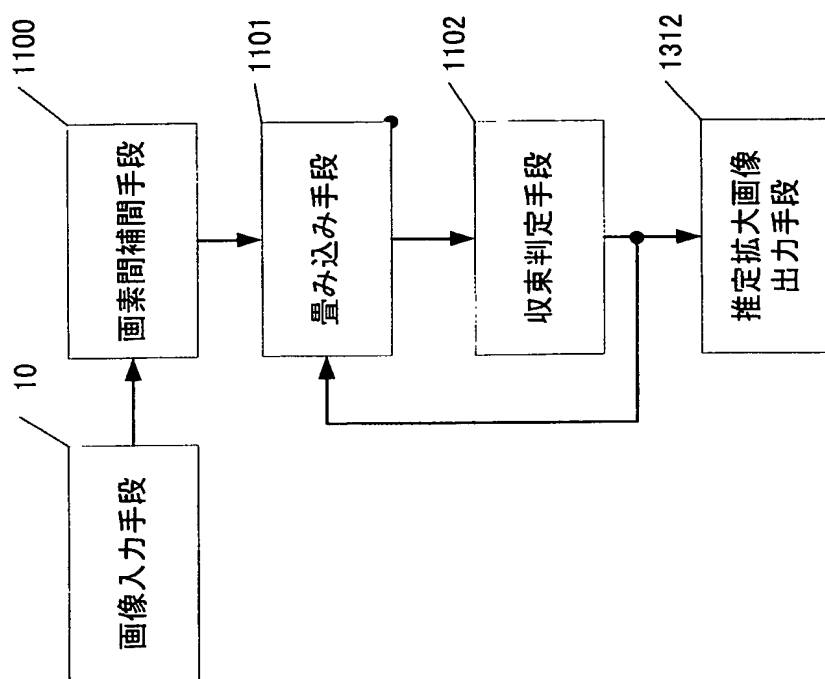 10
画像入力手段
1100
画素間補間手段
1101
畳み込み手段
1102
収束判定手段
1312
推定拡大画像
出力手段